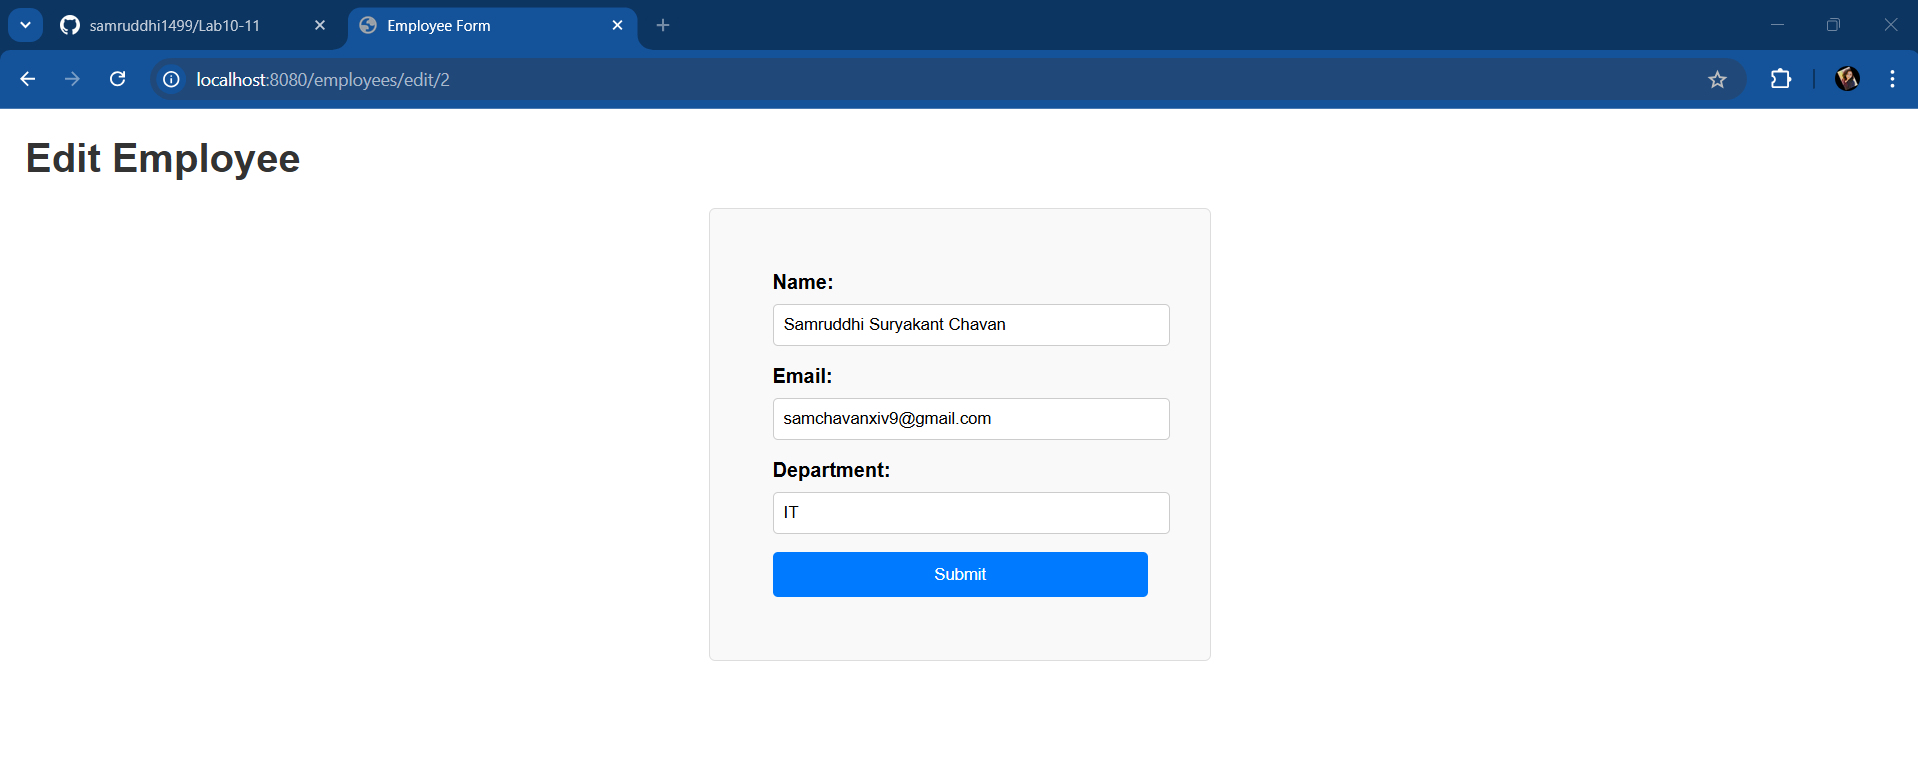 samruddhi1499/Lab10-11
Employee Form
localhost:8080/employees/edit/2
Edit Employee
Name:
Samruddhi Suryakant Chavan
Email:
samchavanxiv9@gmail.com
Department:
IT
Submit